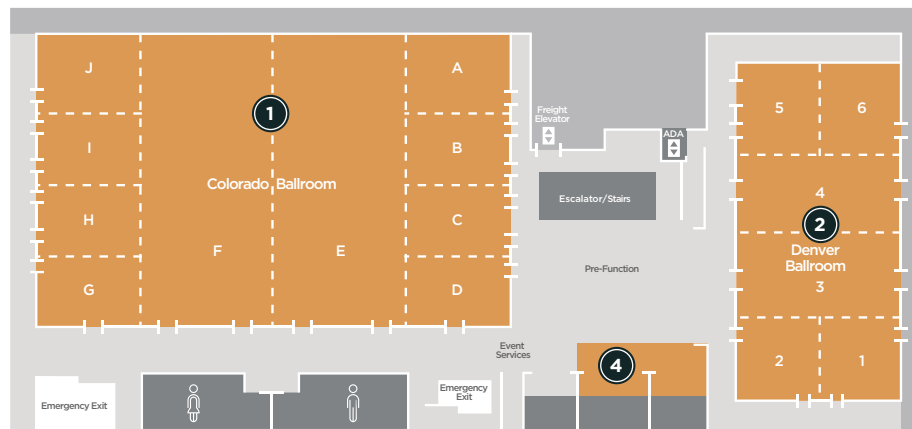 J
A
1
5
6
Freight
Elevator
ADA
I
B
Colorado Ballroom
Escalator/Stairs
4
2
H
C
F
E
Denver
Ballroom
Pre-Function
3
G
D
Event
Services
4
2
1
Emergency Exit
Emergency
Exit